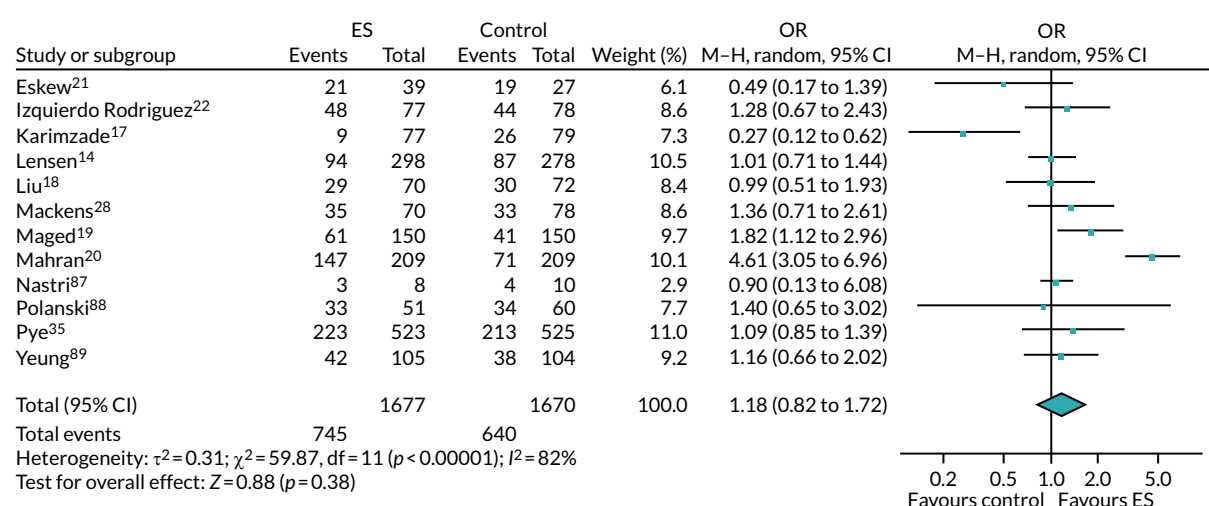 ES Control OR OR
Study or subgroup Events Total Events Total Weight (%) M–H, random, 95% CI M–H, random, 95% CI
Eskew21 21 39 19 27 6.1 0.49 (0.17 to 1.39)
Izquierdo Rodriguez22 48 77 44 78 8.6 1.28 (0.67 to 2.43)
Karimzade17 9 77 26 79 7.3 0.27 (0.12 to 0.62)
Lensen14 94 298 87 278 10.5 1.01 (0.71 to 1.44)
Liu18 29 70 30 72 8.4 0.99 (0.51 to 1.93)
Mackens28 35 70 33 78 8.6 1.36 (0.71 to 2.61)
Maged19 61 150 41 150 9.7 1.82 (1.12 to 2.96)
Mahran20 147 209 71 209 10.1 4.61 (3.05 to 6.96)
Nastri87 3 8 4 10 2.9 0.90 (0.13 to 6.08)
Polanski88 33 51 34 60 7.7 1.40 (0.65 to 3.02)
Pye35 223 523 213 525 11.0 1.09 (0.85 to 1.39)
Yeung89 42 105 38 104 9.2 1.16 (0.66 to 2.02)
Total (95% CI) 1677 1670 100.0 1.18 (0.82 to 1.72)
Total events 745 640
Heterogeneity: τ2=0.31; χ2=59.87, df=11 (p<0.00001); I2=82%
Test for overall effect: Z=0.88 (p=0.38)
0.2 0.5 1.0 2.0 5.0
Favours control Favours ES